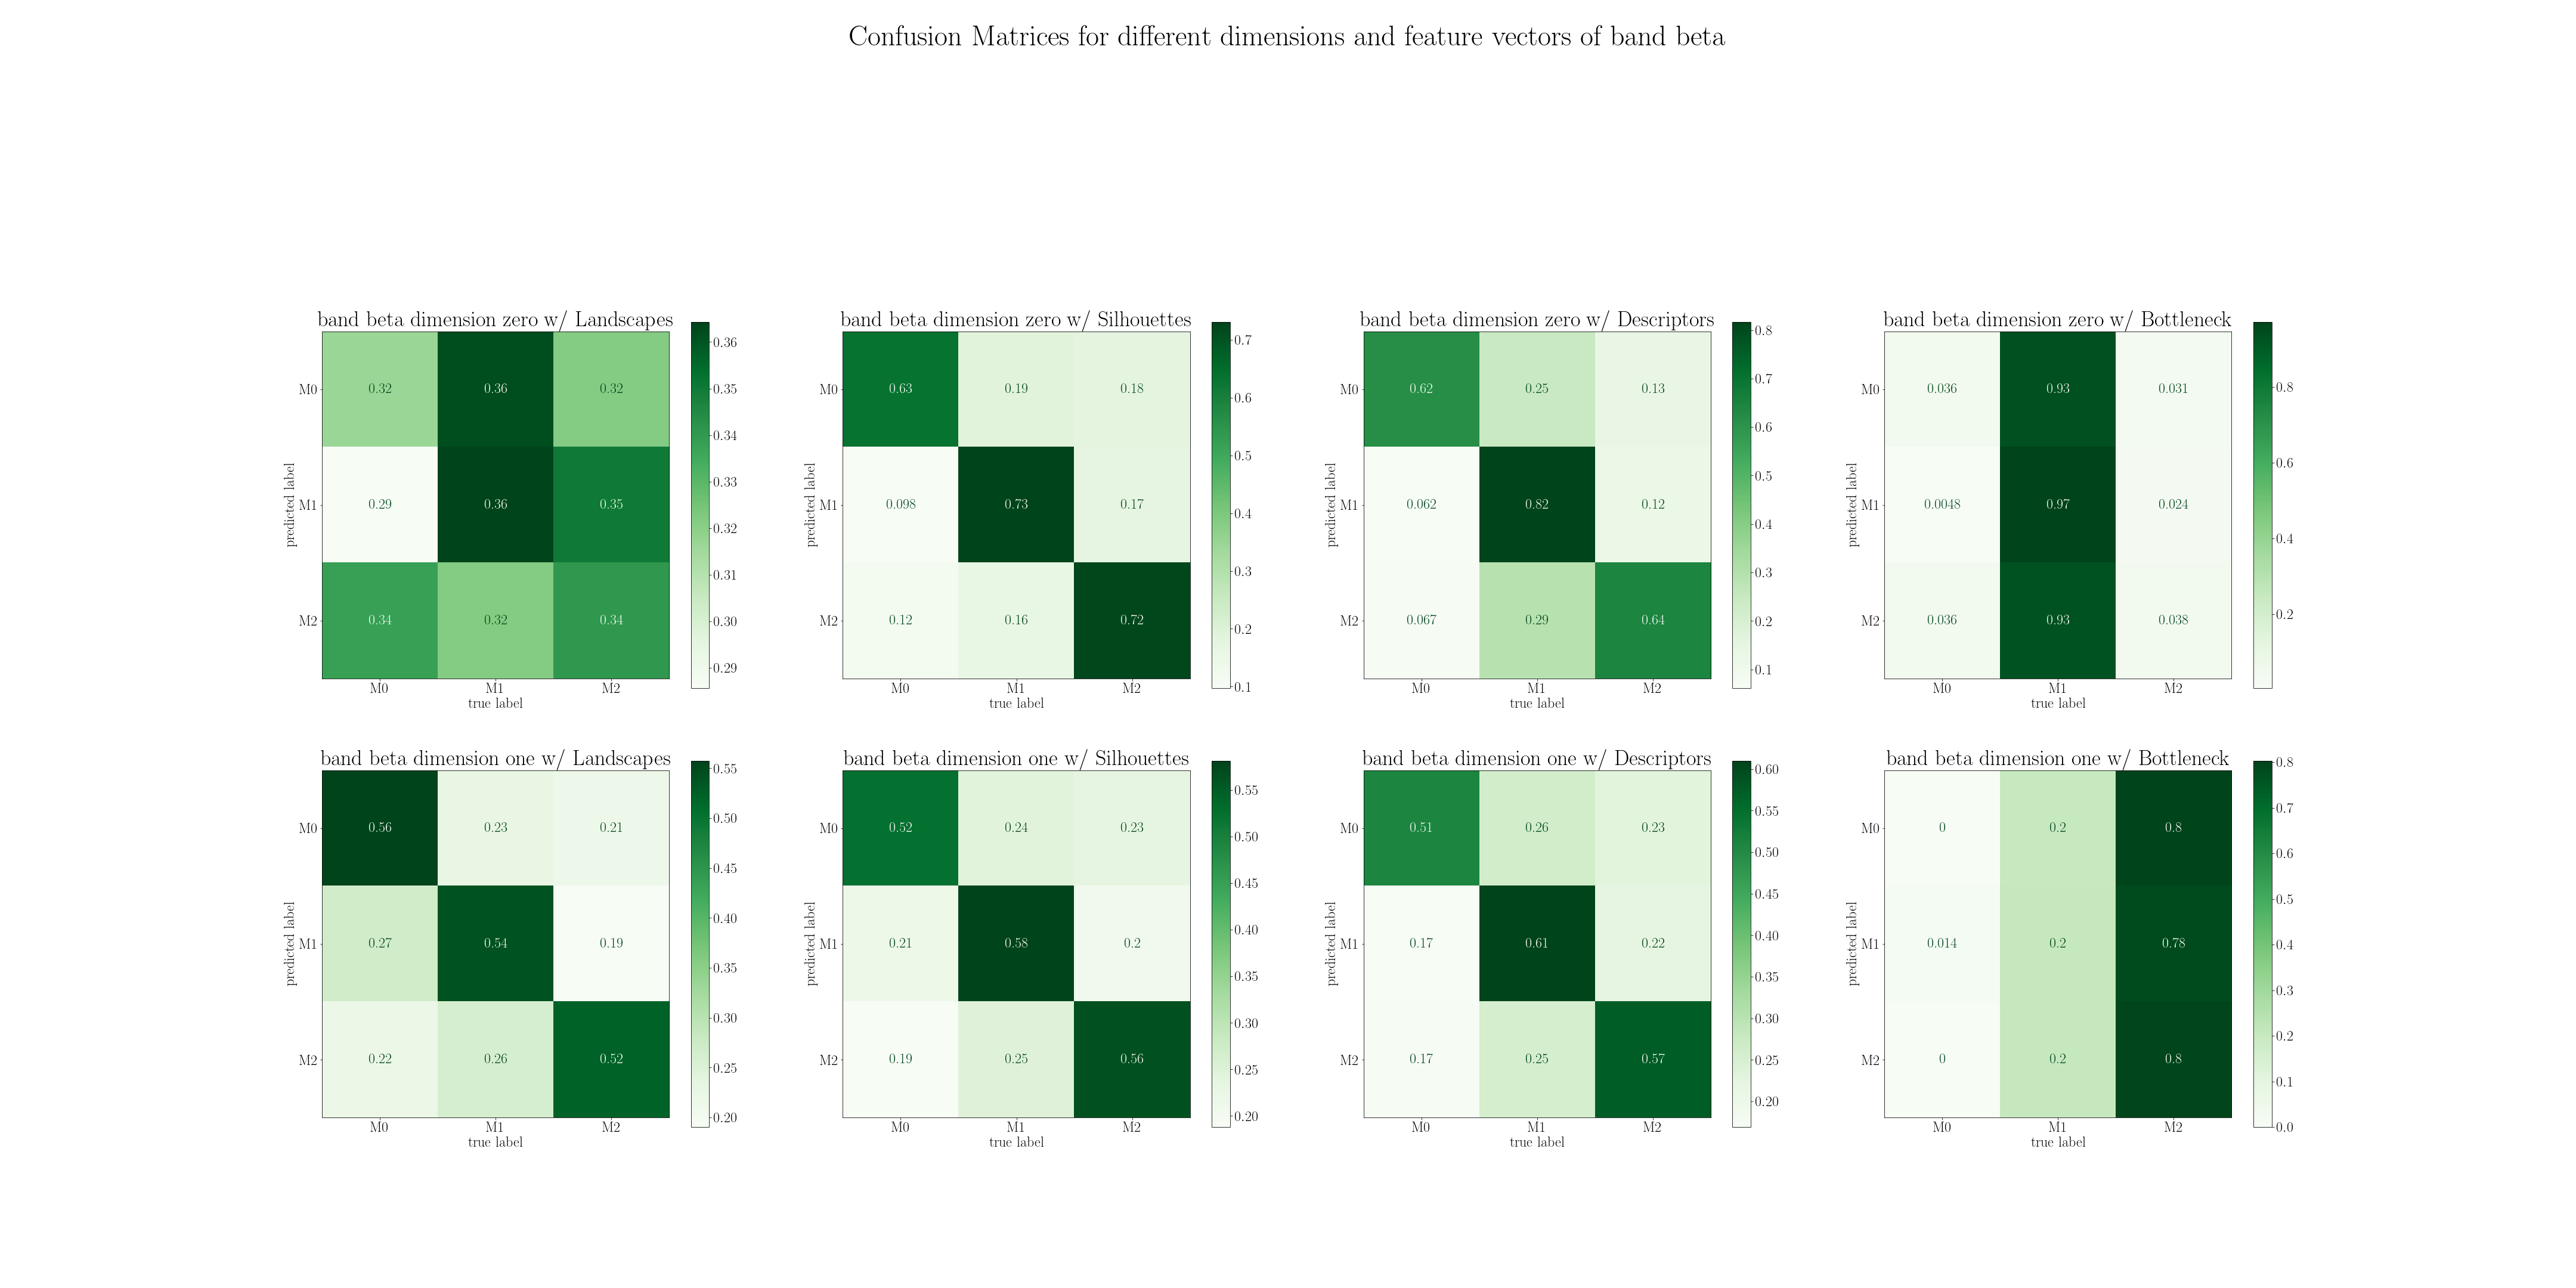 Confusion Matrices for different dimensions and feature vectors of band beta
band beta dimension zero w/ Landscapes
predicted label
M0 0.32 0.36 0.32
M1 0.29 0.36 0.35
M2 0.34 0.32 0.34
M0 M1 M2
true label
0.36
0.35
0.34
0.33
0.32
0.31
0.30
0.29
band beta dimension zero w/ Silhouettes
predicted label
M0 0.63 0.19 0.18
M1 0.098 0.73 0.17
M2 0.12 0.16 0.72
M0 M1 M2
true label
0.7
0.6
0.5
0.4
0.3
0.2
0.1
band beta dimension zero w/ Descriptors
predicted label
M0 0.62 0.25 0.13
M1 0.062 0.82 0.12
M2 0.067 0.29 0.64
M0 M1 M2
true label
0.8
0.7
0.6
0.5
0.4
0.3
0.2
0.1
band beta dimension zero w/ Bottleneck
predicted label
M0 0.036 0.93 0.031
M1 0.0048 0.97 0.024
M2 0.036 0.93 0.038
M0 M1 M2
true label
0.8
0.6
0.4
0.2
band beta dimension one w/ Landscapes
predicted label
M0 0.56 0.23 0.21
M1 0.27 0.54 0.19
M2 0.22 0.26 0.52
M0 M1 M2
true label
0.55
0.50
0.45
0.40
0.35
0.30
0.25
0.20
band beta dimension one w/ Silhouettes
predicted label
M0 0.52 0.24 0.23
M1 0.21 0.58 0.2
M2 0.19 0.25 0.56
M0 M1 M2
true label
0.55
0.50
0.45
0.40
0.35
0.30
0.25
0.20
band beta dimension one w/ Descriptors
predicted label
M0 0.51 0.26 0.23
M1 0.17 0.61 0.22
M2 0.17 0.25 0.57
M0 M1 M2
true label
0.60
0.55
0.50
0.45
0.40
0.35
0.30
0.25
0.20
band beta dimension one w/ Bottleneck
predicted label
M0 0 0.2 0.8
M1 0.014 0.2 0.78
M2 0 0.2 0.8
M0 M1 M2
true label
0.8
0.7
0.6
0.5
0.4
0.3
0.2
0.1
0.0